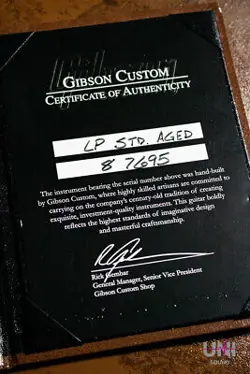 GIBSON CUSTOM
CERTIFICATE OF AUTHENTICITY
LP STD. AGED
8 7695
The instrument bearing the serial number above was hand-built
by Gibson Custom, where highly skilled artisans are committed to
carrying on the company's century-old tradition of creating
exquisite, investment-quality instruments. This guitar boldly
reflects the highest standards of imaginative design
and masterful craftsmanship.
Rick Gembar
General Manager, Senior Vice President
Gibson Custom Shop
UNI